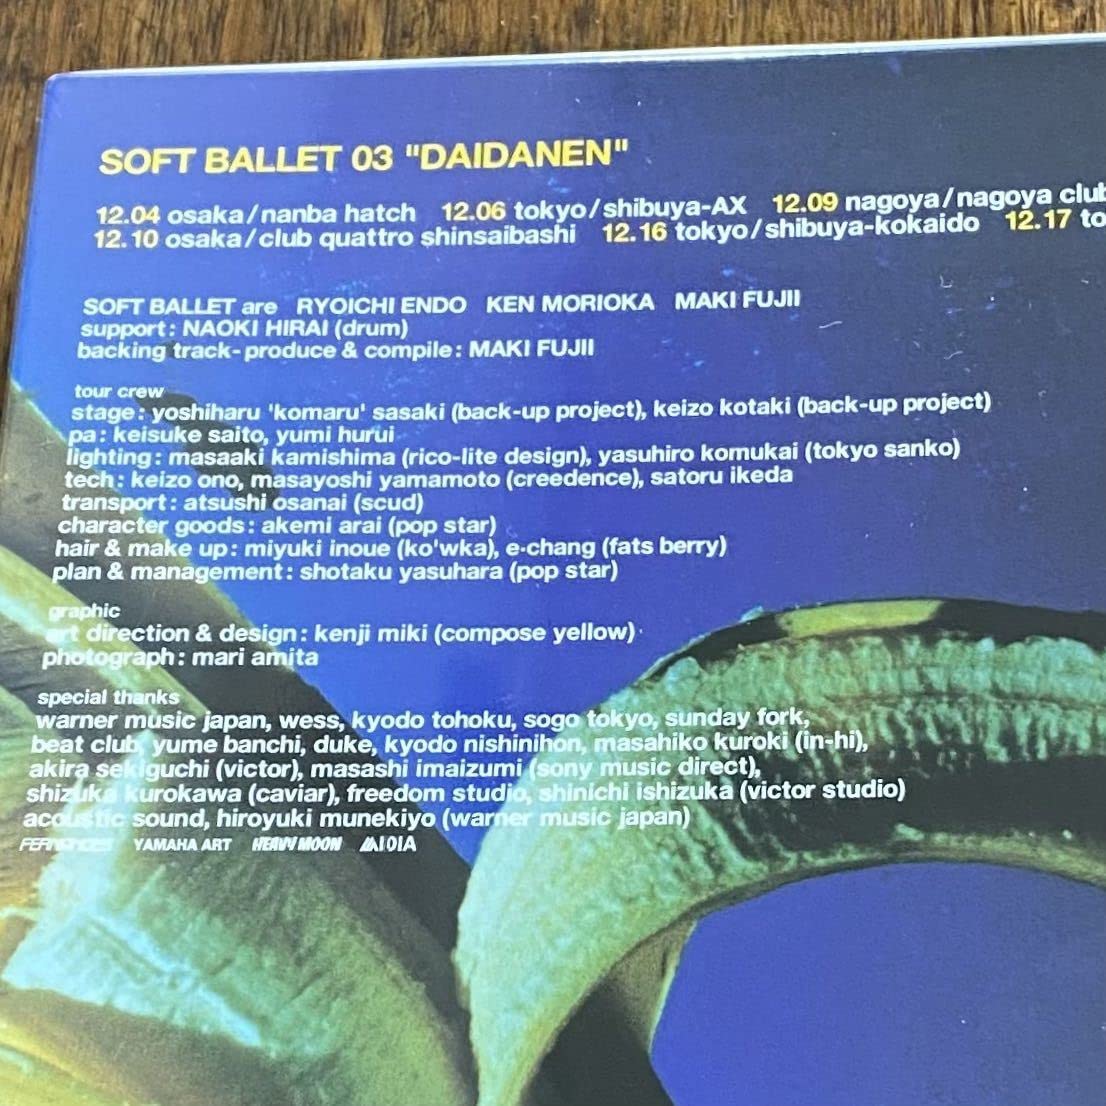 SOFT BALLET 03 "DAIDANEN"
12.04 osaka/nanba hatch 12.06 tokyo/shibuya-AX 12.09 nagoya/nagoya club
12.10 osaka/club quattro shinsaibashi 12.16 tokyo/shibuya-kokaido 12.17 to
SOFT BALLET are RYOICHI ENDO KEN MORIOKA MAKI FUJII
support: NAOKI HIRAI (drum)
backing track-produce & compile: MAKI FUJII
tour crew
stage: yoshiharu 'komaru' sasaki (back-up project), keizo kotaki (back-up project)
pa: keisuke saito, yumi hurui
lighting: masaaki kamishima (rico-lite design), yasuhiro komukai (tokyo sanko)
tech: keizo ono, masayoshi yamamoto (creedence), satoru ikeda
transport: atsushi osanai (scud)
character goods: akemi arai (pop star)
hair & make up: miyuki inoue (ko'wka), e-chang (fats berry)
plan & management: shotaku yasuhara (pop star)
graphic
art direction & design: kenji miki (compose yellow)
photograph: mari amita
special thanks
warner music japan, wess, kyodo tohoku, sogo tokyo, sunday fork,
beat club, yume banchi, duke, kyodo nishinihon, masahiko kuroki (in-hi),
akira sekiguchi (victor), masashi imaizumi (sony music direct),
shizuka kurokawa (caviar), freedom studio, shinichi ishizuka (victor studio)
acoustic sound, hiroyuki munekiyo (warner music japan)
FERNANDES YAMAHA ART HEAVY MOON MIDIA